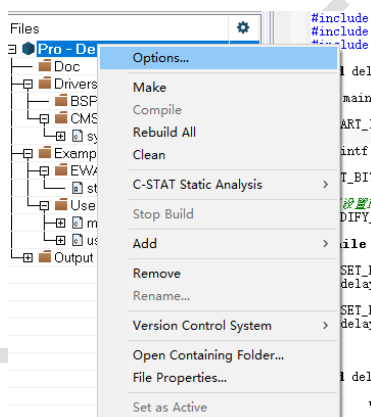 Files
Pro - De
Doc
Drivers
BSP
CMS
sy
Examp
EWA
st
Use
m
us
Output
Options...
Make
Compile
Rebuild All
Clean
C-STAT Static Analysis
Stop Build
Add
Remove
Rename...
Version Control System
Open Containing Folder...
File Properties...
Set as Active
#include
#include
#include
del
main
ART_
intf
T_BIT
DIFY_
ile
SET_
delay
SET_
delay
del